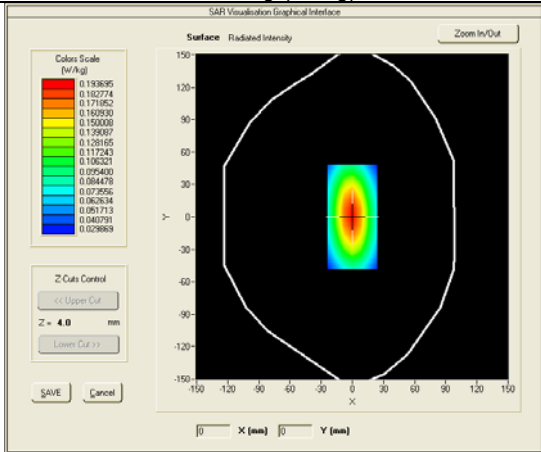 SAR Visualisation Graphical Interface
Surface Radiated Intensity
Zoom In/Out
Colors Scale
(W/kg)
0.193695
0.182774
0.171852
0.160930
0.150008
0.139087
0.128165
0.117243
0.106321
0.095400
0.084478
0.073556
0.062634
0.051713
0.040791
0.029869
Z Cuts Control
<< Upper Cut
Z = 4.0 mm
Lower Cut >>
SAVE Cancel
150
120
90
60
30
0
-30
-60
-90
-120
-150
Y
-150 -120 -90 -60 -30 0 30 60 90 120 150
X
0 X (mm) 0 Y (mm)